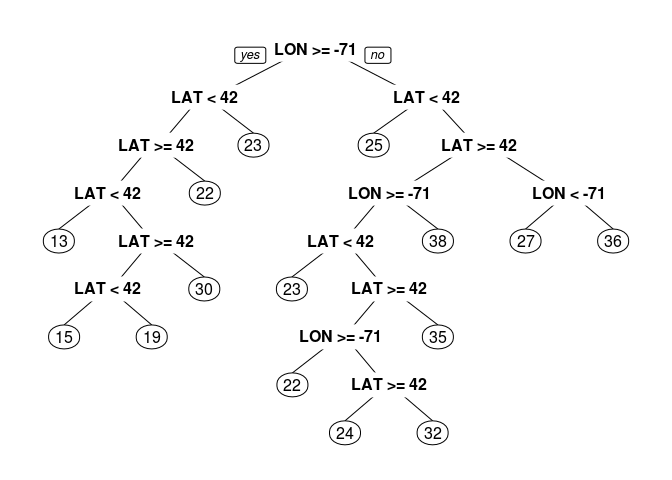 yes LON >= -71 no
LAT < 42 LAT < 42
LAT >= 42 23 25 LAT >= 42
LAT < 42 22 LON >= -71 LON < -71
13 LAT >= 42 LAT < 42 38 27 36
LAT < 42 30 23 LAT >= 42
15 19 LON >= -71 35
22 LAT >= 42
24 32